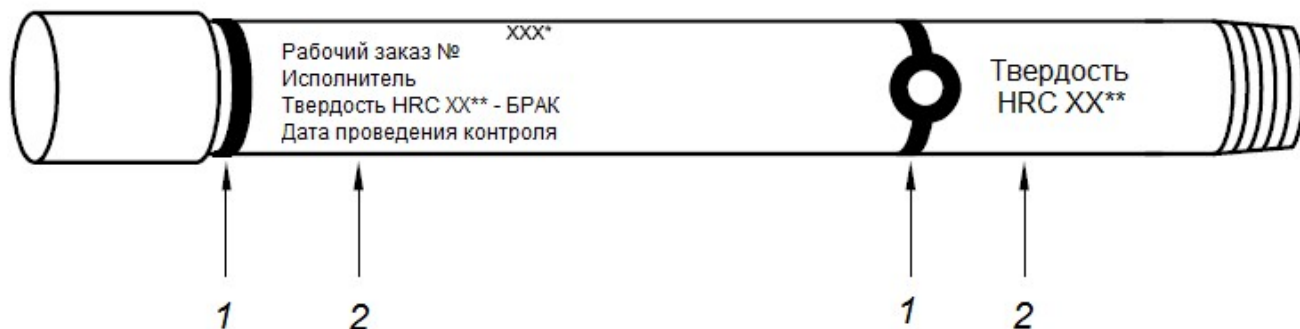 XXX*
Рабочий заказ №
Исполнитель
Твердость HRC XX** - БРАК
Дата проведения контроля
Твердость
HRC XX**
1
2
1
2